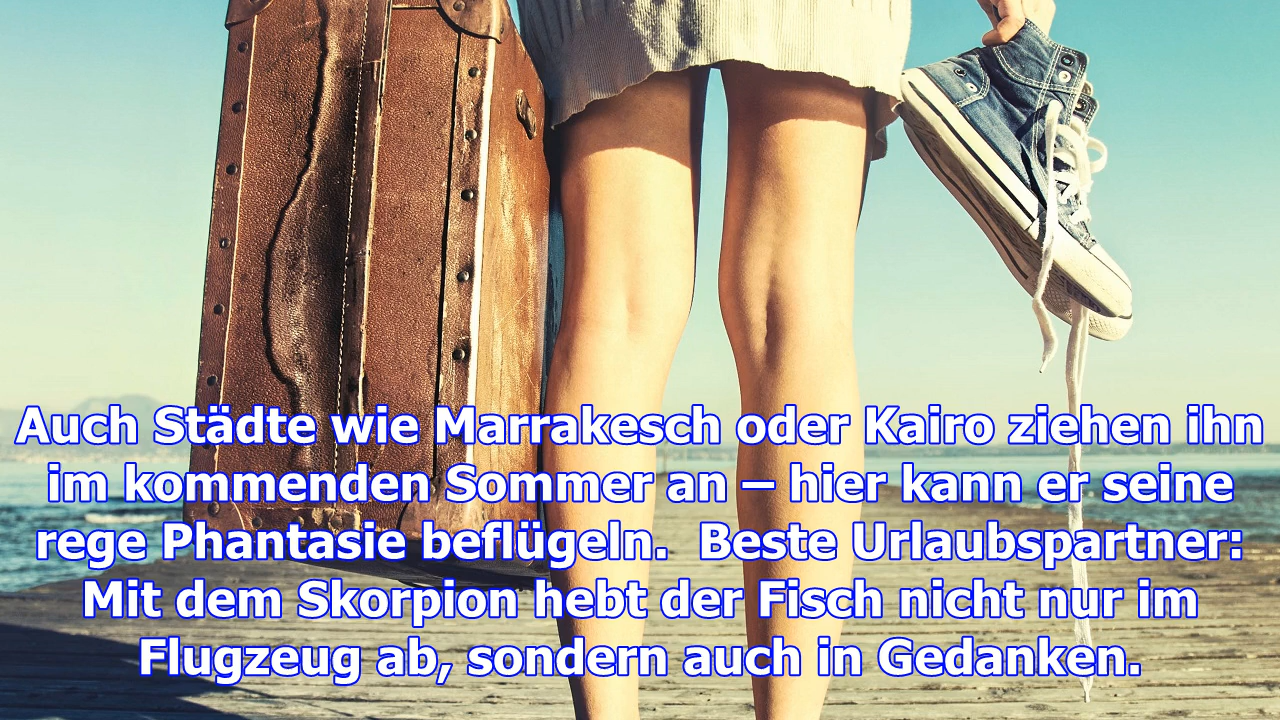 Auch Städte wie Marrakesch oder Kairo ziehen ihn
im kommenden Sommer an – hier kann er seine
rege Phantasie beflügeln.  Beste Urlaubspartner:
Mit dem Skorpion hebt der Fisch nicht nur im
Flugzeug ab, sondern auch in Gedanken.